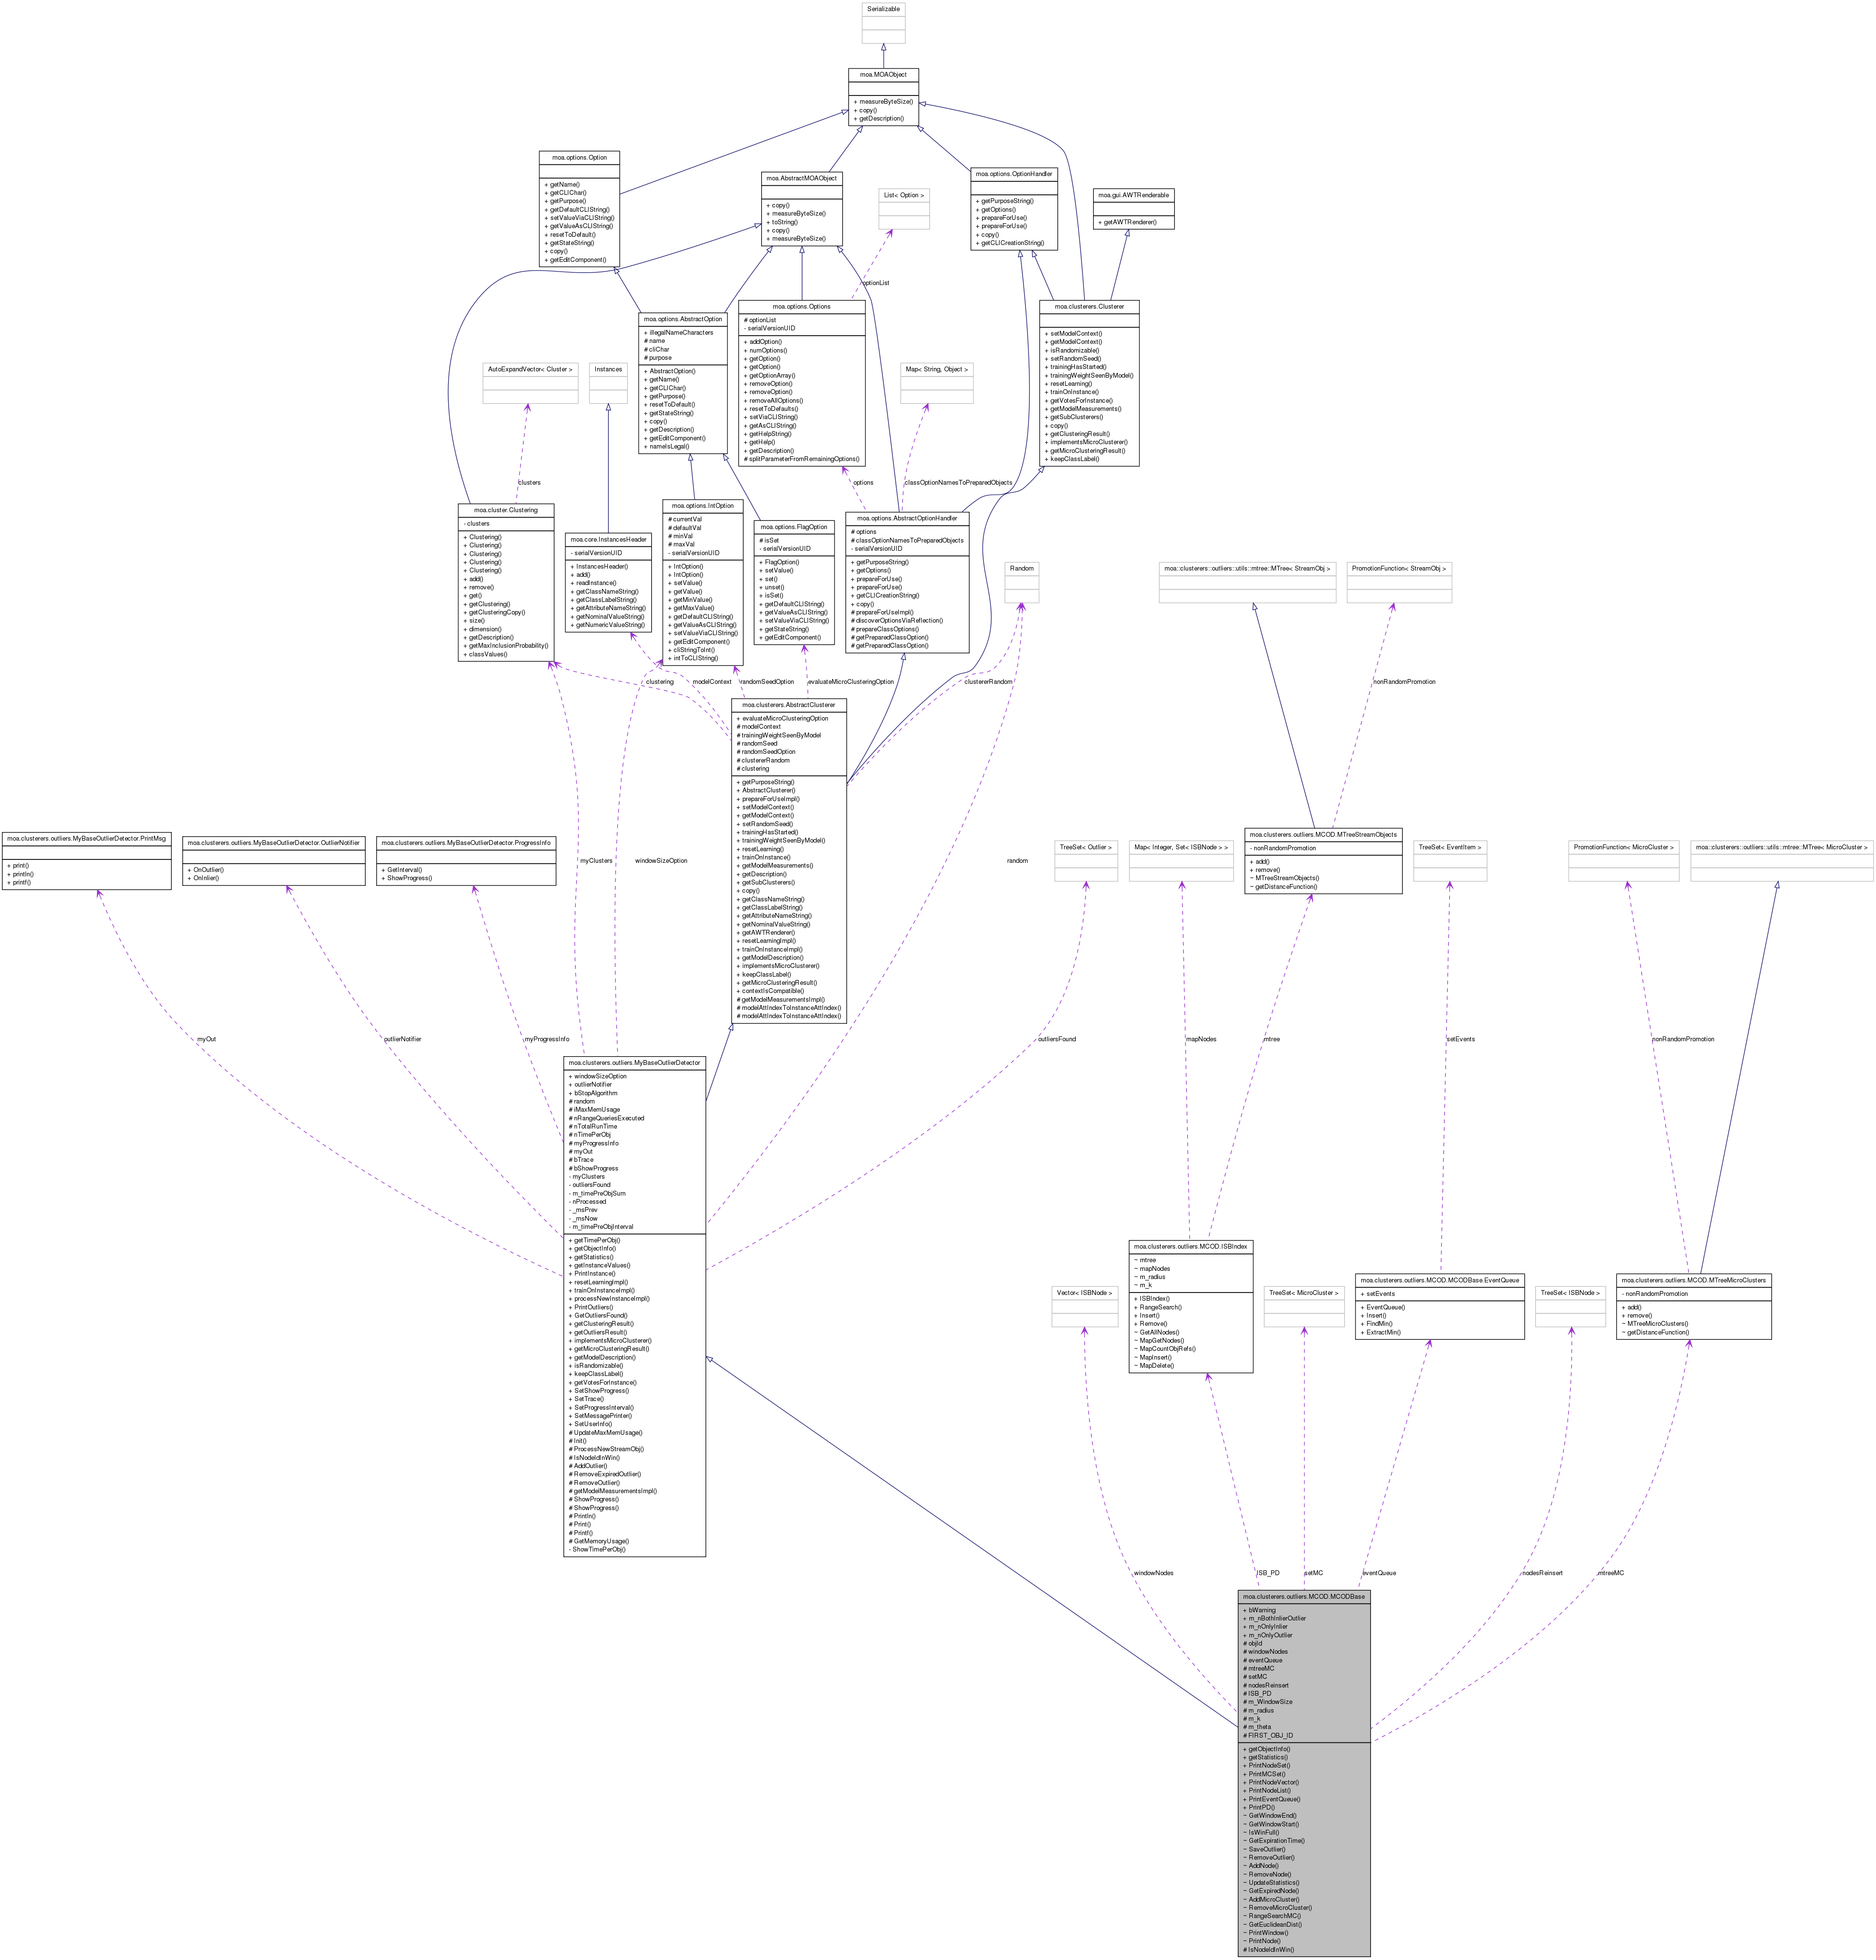 Serializable
moa.MOAObject
+ measureByteSize()
+ copy()
+ getDescription()
moa.options.Option
+ getName()
+ getCLIChar()
+ getPurpose()
+ getDefaultCLIString()
+ setValueViaCLIString()
+ getValueAsCLIString()
+ resetToDefault()
+ getStateString()
+ copy()
+ getEditComponent()
moa.AbstractMOAObject
+ copy()
+ measureByteSize()
+ toString()
+ copy()
+ measureByteSize()
List< Option >
moa.options.OptionHandler
+ getPurposeString()
+ getOptions()
+ prepareForUse()
+ prepareForUse()
+ copy()
+ getCLICreationString()
moa.gui.AWTRenderable
+ getAWTRenderer()
optionList
moa.options.AbstractOption
+ illegalNameCharacters
# name
# cliChar
# purpose
+ AbstractOption()
+ getName()
+ getCLIChar()
+ getPurpose()
+ resetToDefault()
+ getStateString()
+ copy()
+ getDescription()
+ getEditComponent()
+ nameIsLegal()
moa.options.Options
# optionList
- serialVersionUID
+ addOption()
+ numOptions()
+ getOption()
+ getOption()
+ getOptionArray()
+ removeOption()
+ removeOption()
+ removeAllOptions()
+ resetToDefaults()
+ setViaCLIString()
+ getAsCLIString()
+ getHelpString()
+ getHelp()
+ getDescription()
# splitParameterFromRemainingOptions()
moa.clusterers.Clusterer
+ setModelContext()
+ getModelContext()
+ isRandomizable()
+ setRandomSeed()
+ trainingHasStarted()
+ trainingWeightSeenByModel()
+ resetLearning()
+ trainOnInstance()
+ getVotesForInstance()
+ getModelMeasurements()
+ getSubClusterers()
+ copy()
+ getClusteringResult()
+ implementsMicroClusterer()
+ getMicroClusteringResult()
+ keepClassLabel()
AutoExpandVector< Cluster >
Instances
Map< String, Object >
clusters
options
classOptionNamesToPreparedObjects
moa.cluster.Clustering
- clusters
+ Clustering()
+ Clustering()
+ Clustering()
+ Clustering()
+ Clustering()
+ add()
+ remove()
+ get()
+ getClustering()
+ getClusteringCopy()
+ size()
+ dimension()
+ getDescription()
+ getMaxInclusionProbability()
+ classValues()
moa.core.InstancesHeader
- serialVersionUID
+ InstancesHeader()
+ add()
+ readInstance()
+ getClassNameString()
+ getClassLabelString()
+ getAttributeNameString()
+ getNominalValueString()
+ getNumericValueString()
moa.options.IntOption
# currentVal
# defaultVal
# minVal
# maxVal
- serialVersionUID
+ IntOption()
+ IntOption()
+ setValue()
+ getValue()
+ getMinValue()
+ getMaxValue()
+ getDefaultCLIString()
+ getValueAsCLIString()
+ setValueViaCLIString()
+ getEditComponent()
+ cliStringToInt()
+ intToCLIString()
moa.options.FlagOption
# isSet
- serialVersionUID
+ FlagOption()
+ setValue()
+ set()
+ unset()
+ isSet()
+ getDefaultCLIString()
+ getValueAsCLIString()
+ setValueViaCLIString()
+ getStateString()
+ getEditComponent()
moa.options.AbstractOptionHandler
# options
# classOptionNamesToPreparedObjects
- serialVersionUID
+ getPurposeString()
+ getOptions()
+ prepareForUse()
+ prepareForUse()
+ getCLICreationString()
+ copy()
# prepareForUseImpl()
# discoverOptionsViaReflection()
# prepareClassOptions()
# getPreparedClassOption()
# getPreparedClassOption()
Random
moa::clusterers::outliers::utils::mtree::MTree< StreamObj >
PromotionFunction< StreamObj >
clustering
modelContext
randomSeedOption
evaluateMicroClusteringOption
clustererRandom
nonRandomPromotion
moa.clusterers.AbstractClusterer
+ evaluateMicroClusteringOption
# modelContext
# trainingWeightSeenByModel
# randomSeed
# randomSeedOption
# clustererRandom
# clustering
+ getPurposeString()
+ AbstractClusterer()
+ prepareForUseImpl()
+ setModelContext()
+ getModelContext()
+ setRandomSeed()
+ trainingHasStarted()
+ trainingWeightSeenByModel()
+ resetLearning()
+ trainOnInstance()
+ getModelMeasurements()
+ getDescription()
+ getSubClusterers()
+ copy()
+ getClassNameString()
+ getClassLabelString()
+ getAttributeNameString()
+ getNominalValueString()
+ getAWTRenderer()
+ resetLearningImpl()
+ trainOnInstanceImpl()
+ getModelDescription()
+ implementsMicroClusterer()
+ keepClassLabel()
+ getMicroClusteringResult()
+ contextIsCompatible()
# getModelMeasurementsImpl()
# modelAttIndexToInstanceAttIndex()
# modelAttIndexToInstanceAttIndex()
moa.clusterers.outliers.MyBaseOutlierDetector.PrintMsg
+ print()
+ println()
+ printf()
moa.clusterers.outliers.MyBaseOutlierDetector.OutlierNotifier
+ OnOutlier()
+ OnInlier()
moa.clusterers.outliers.MyBaseOutlierDetector.ProgressInfo
+ GetInterval()
+ ShowProgress()
myClusters
windowSizeOption
random
TreeSet< Outlier >
Map< Integer, Set< ISBNode > >
moa.clusterers.outliers.MCOD.MTreeStreamObjects
- nonRandomPromotion
+ add()
+ remove()
~ MTreeStreamObjects()
~ getDistanceFunction()
TreeSet< EventItem >
PromotionFunction< MicroCluster >
moa::clusterers::outliers::utils::mtree::MTree< MicroCluster >
myOut
outlierNotifier
myProgressInfo
outliersFound
mapNodes
mtree
setEvents
nonRandomPromotion
moa.clusterers.outliers.MyBaseOutlierDetector
+ windowSizeOption
+ outlierNotifier
+ bStopAlgorithm
# random
# iMaxMemUsage
# nRangeQueriesExecuted
# nTotalRunTime
# nTimePerObj
# myProgressInfo
# myOut
# bTrace
# bShowProgress
- myClusters
- outliersFound
- m_timePreObjSum
- nProcessed
- _msPrev
- _msNow
- m_timePreObjInterval
+ getTimePerObj()
+ getObjectInfo()
+ getStatistics()
+ getInstanceValues()
+ PrintInstance()
+ resetLearningImpl()
+ trainOnInstanceImpl()
+ processNewInstanceImpl()
+ PrintOutliers()
+ GetOutliersFound()
+ getClusteringResult()
+ getOutliersResult()
+ implementsMicroClusterer()
+ getMicroClusteringResult()
+ getModelDescription()
+ isRandomizable()
+ keepClassLabel()
+ getVotesForInstance()
+ SetShowProgress()
+ SetTrace()
+ SetProgressInterval()
+ SetMessagePrinter()
+ SetUserInfo()
# UpdateMaxMemUsage()
# Init()
# ProcessNewStreamObj()
# IsNodeIdInWin()
# AddOutlier()
# RemoveExpiredOutlier()
# RemoveOutlier()
# getModelMeasurementsImpl()
# ShowProgress()
# ShowProgress()
# Println()
# Print()
# Printf()
# GetMemoryUsage()
- ShowTimePerObj()
Vector< ISBNode >
moa.clusterers.outliers.MCOD.ISBIndex
~ mtree
~ mapNodes
~ m_radius
~ m_k
+ ISBIndex()
+ RangeSearch()
+ Insert()
+ Remove()
~ GetAllNodes()
~ MapGetNodes()
~ MapCountObjRefs()
~ MapInsert()
~ MapDelete()
TreeSet< MicroCluster >
moa.clusterers.outliers.MCOD.MCODBase.EventQueue
+ setEvents
+ EventQueue()
+ Insert()
+ FindMin()
+ ExtractMin()
TreeSet< ISBNode >
moa.clusterers.outliers.MCOD.MTreeMicroClusters
- nonRandomPromotion
+ add()
+ remove()
~ MTreeMicroClusters()
~ getDistanceFunction()
windowNodes
ISB_PD
setMC
eventQueue
nodesReinsert
mtreeMC
moa.clusterers.outliers.MCOD.MCODBase
+ bWarning
+ m_nBothInlierOutlier
+ m_nOnlyInlier
+ m_nOnlyOutlier
# objId
# windowNodes
# eventQueue
# mtreeMC
# setMC
# nodesReinsert
# ISB_PD
# m_WindowSize
# m_radius
# m_k
# m_theta
# FIRST_OBJ_ID
+ getObjectInfo()
+ getStatistics()
+ PrintNodeSet()
+ PrintMCSet()
+ PrintNodeVector()
+ PrintNodeList()
+ PrintEventQueue()
+ PrintPD()
~ GetWindowEnd()
~ GetWindowStart()
~ IsWinFull()
~ GetExpirationTime()
~ SaveOutlier()
~ RemoveOutlier()
~ AddNode()
~ RemoveNode()
~ UpdateStatistics()
~ GetExpiredNode()
~ AddMicroCluster()
~ RemoveMicroCluster()
~ RangeSearchMC()
~ GetEuclideanDist()
~ PrintWindow()
~ PrintNode()
# IsNodeIdInWin()